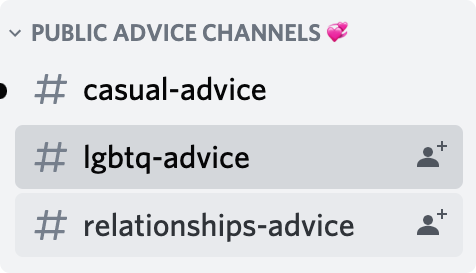 PUBLIC ADVICE CHANNELS 💞
# casual-advice
# lgbtq-advice
# relationships-advice